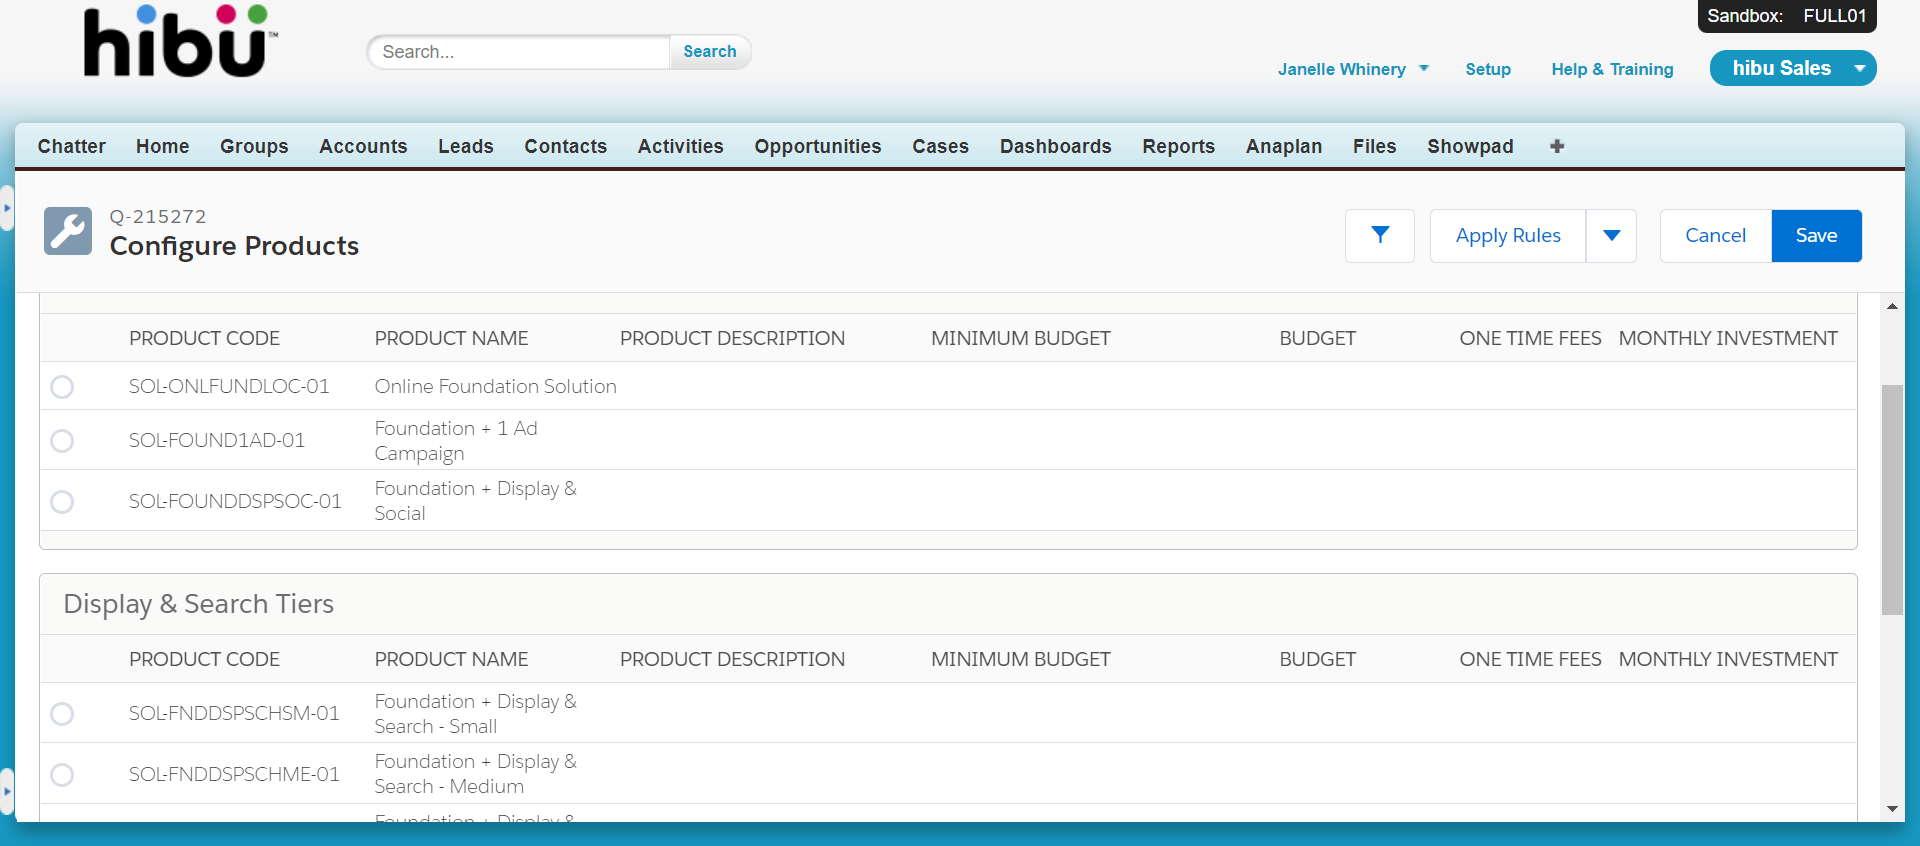 hibü™
Search...
Search
Sandbox: FULL01
Janelle Whinery
Setup
Help & Training
hibu Sales
Chatter Home Groups Accounts Leads Contacts Activities Opportunities Cases Dashboards Reports Anaplan Files Showpad
Q-215272
Configure Products
Apply Rules
Cancel
Save
PRODUCT CODE PRODUCT NAME PRODUCT DESCRIPTION MINIMUM BUDGET BUDGET ONE TIME FEES MONTHLY INVESTMENT
SOL-ONLFUNDLOC-01 Online Foundation Solution
SOL-FOUND1AD-01 Foundation + 1 Ad
Campaign
SOL-FOUNDDSPSOC-01 Foundation + Display &
Social
Display & Search Tiers
PRODUCT CODE PRODUCT NAME PRODUCT DESCRIPTION MINIMUM BUDGET BUDGET ONE TIME FEES MONTHLY INVESTMENT
SOL-FNDDSPSCHSM-01 Foundation + Display &
Search - Small
SOL-FNDDSPSCHME-01 Foundation + Display &
Search - Medium
Foundation + Display &